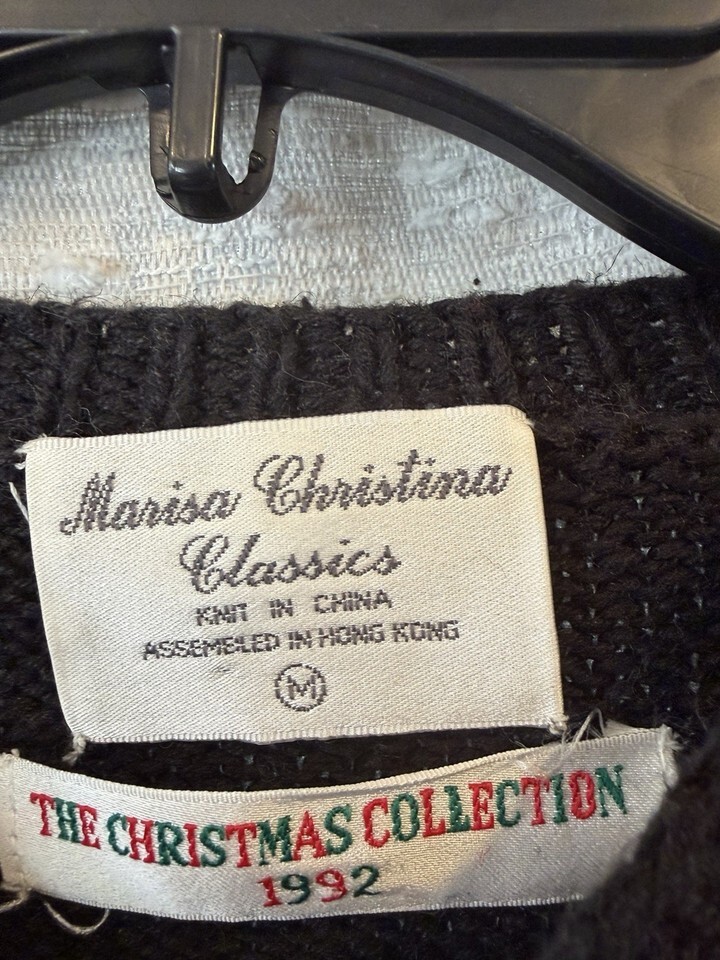 Marisa Christina
Classics
KNIT IN CHINA
ASSEMBLED IN HONG KONG
M
THE CHRISTMAS COLLECTION
1992